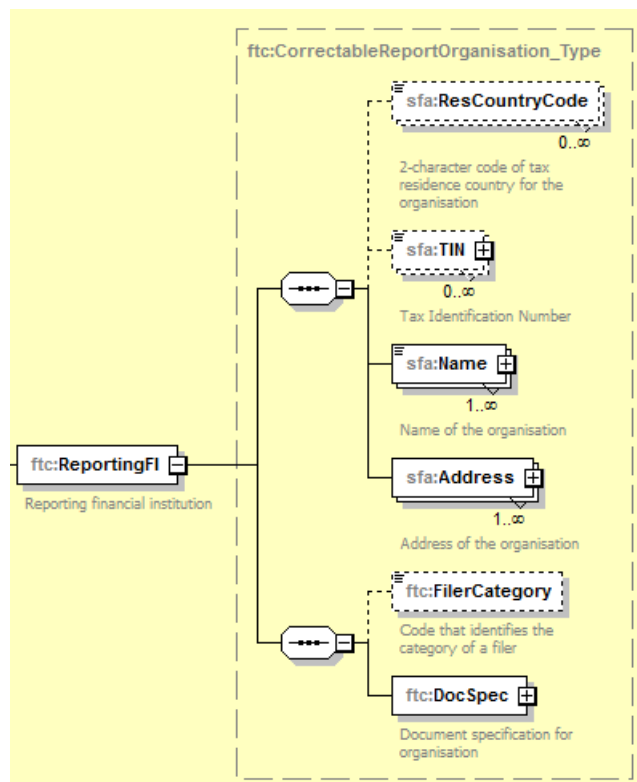 ftc:CorrectableReportOrganisation_Type
sfa:ResCountryCode
0..∞
2-character code of tax
residence country for the
organisation
sfa:TIN
0..∞
Tax Identification Number
sfa:Name
1..∞
Name of the organisation
ftc:ReportingFI
Reporting financial institution
sfa:Address
1..∞
Address of the organisation
ftc:FilerCategory
Code that identifies the
category of a filer
ftc:DocSpec
Document specification for
organisation